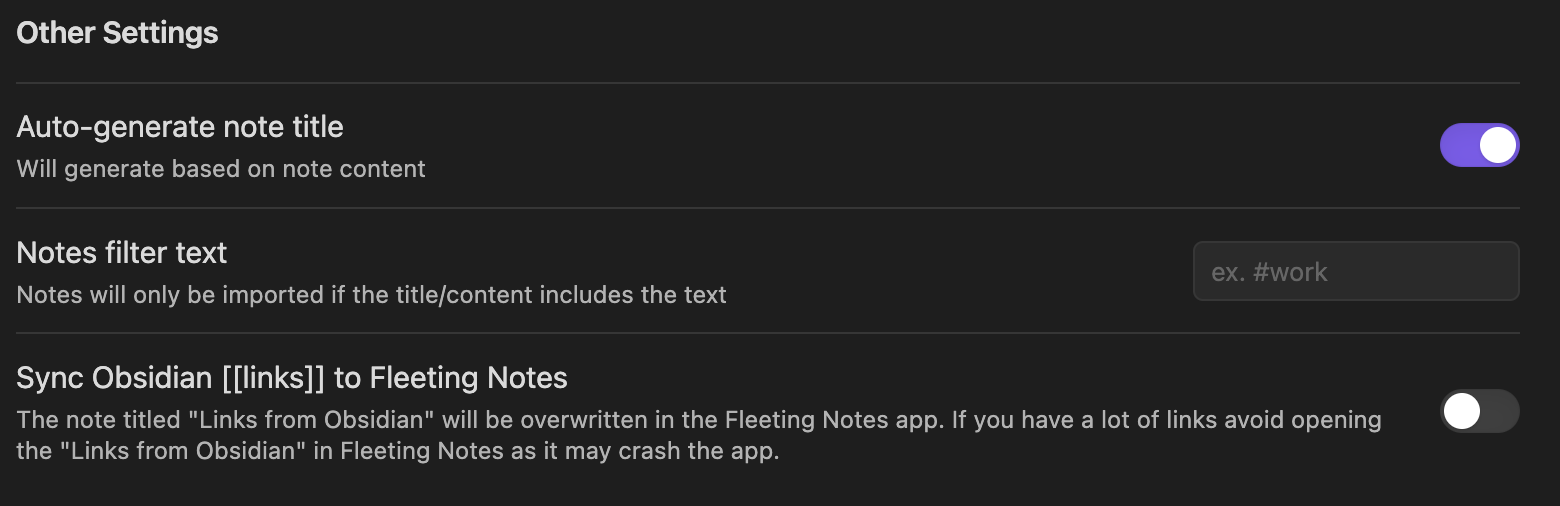 Other Settings
Auto-generate note title
Will generate based on note content
Notes filter text
Notes will only be imported if the title/content includes the text
ex. #work
Sync Obsidian [[links]] to Fleeting Notes
The note titled "Links from Obsidian" will be overwritten in the Fleeting Notes app. If you have a lot of links avoid opening
the "Links from Obsidian" in Fleeting Notes as it may crash the app.